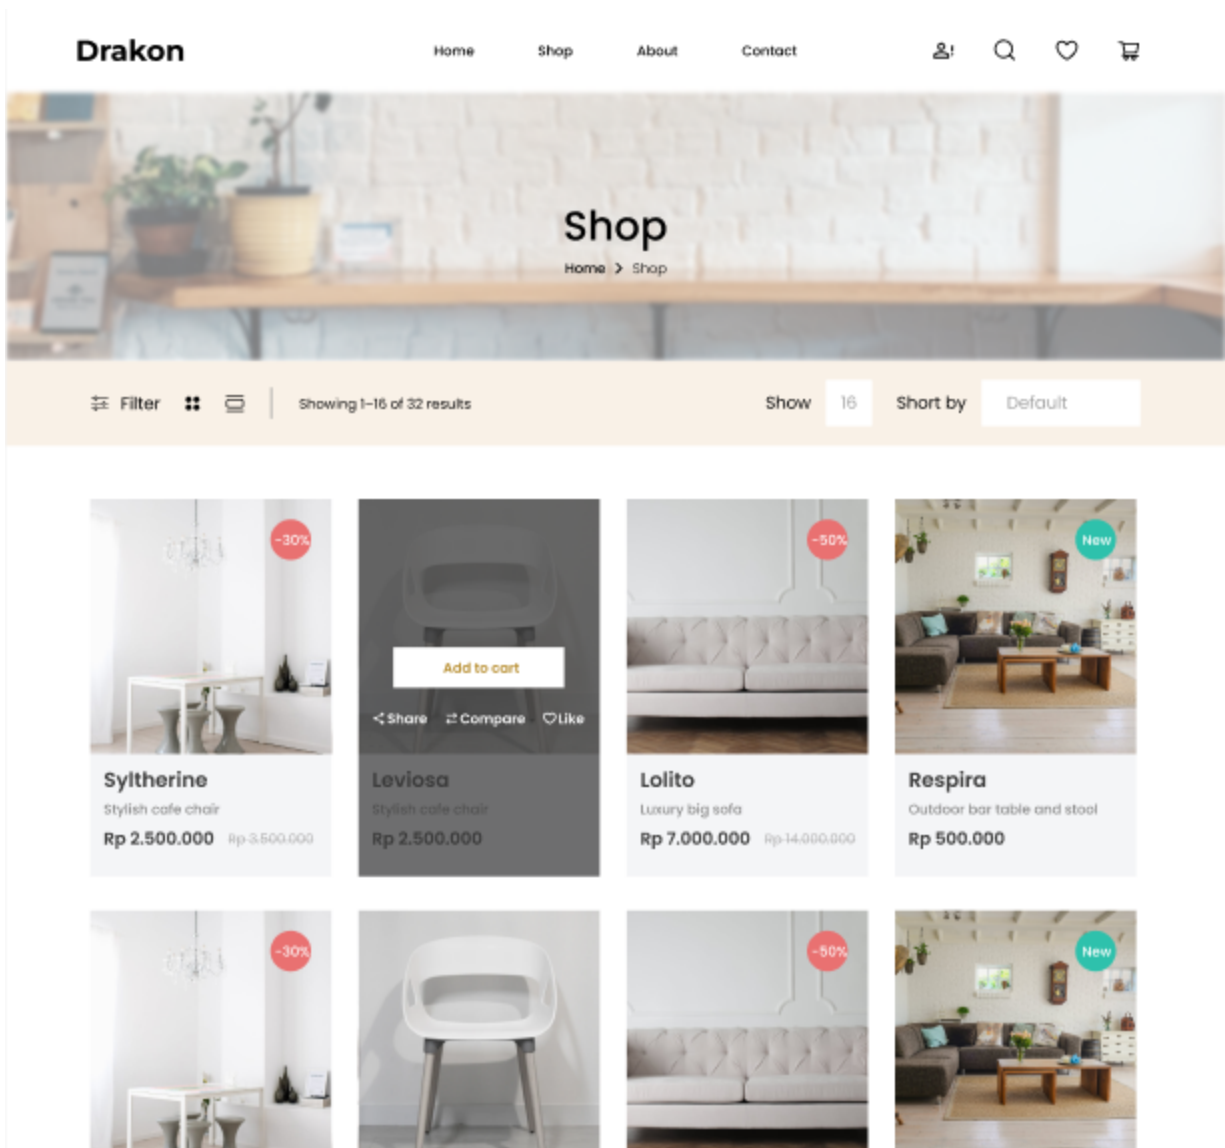 Drakon
Home Shop About Contact
Shop
Home > Shop
Filter
Showing 1–16 of 32 results
Show 16
Short by Default
-30%
-50%
New
Add to cart
Share Compare Like
Syltherine
Stylish cafe chair
Rp 2.500.000 Rp 3.500.000
Leviosa
Stylish cafe chair
Rp 2.500.000
Lolito
Luxury big sofa
Rp 7.000.000 Rp 14.000.000
Respira
Outdoor bar table and stool
Rp 500.000
-30%
-50%
New